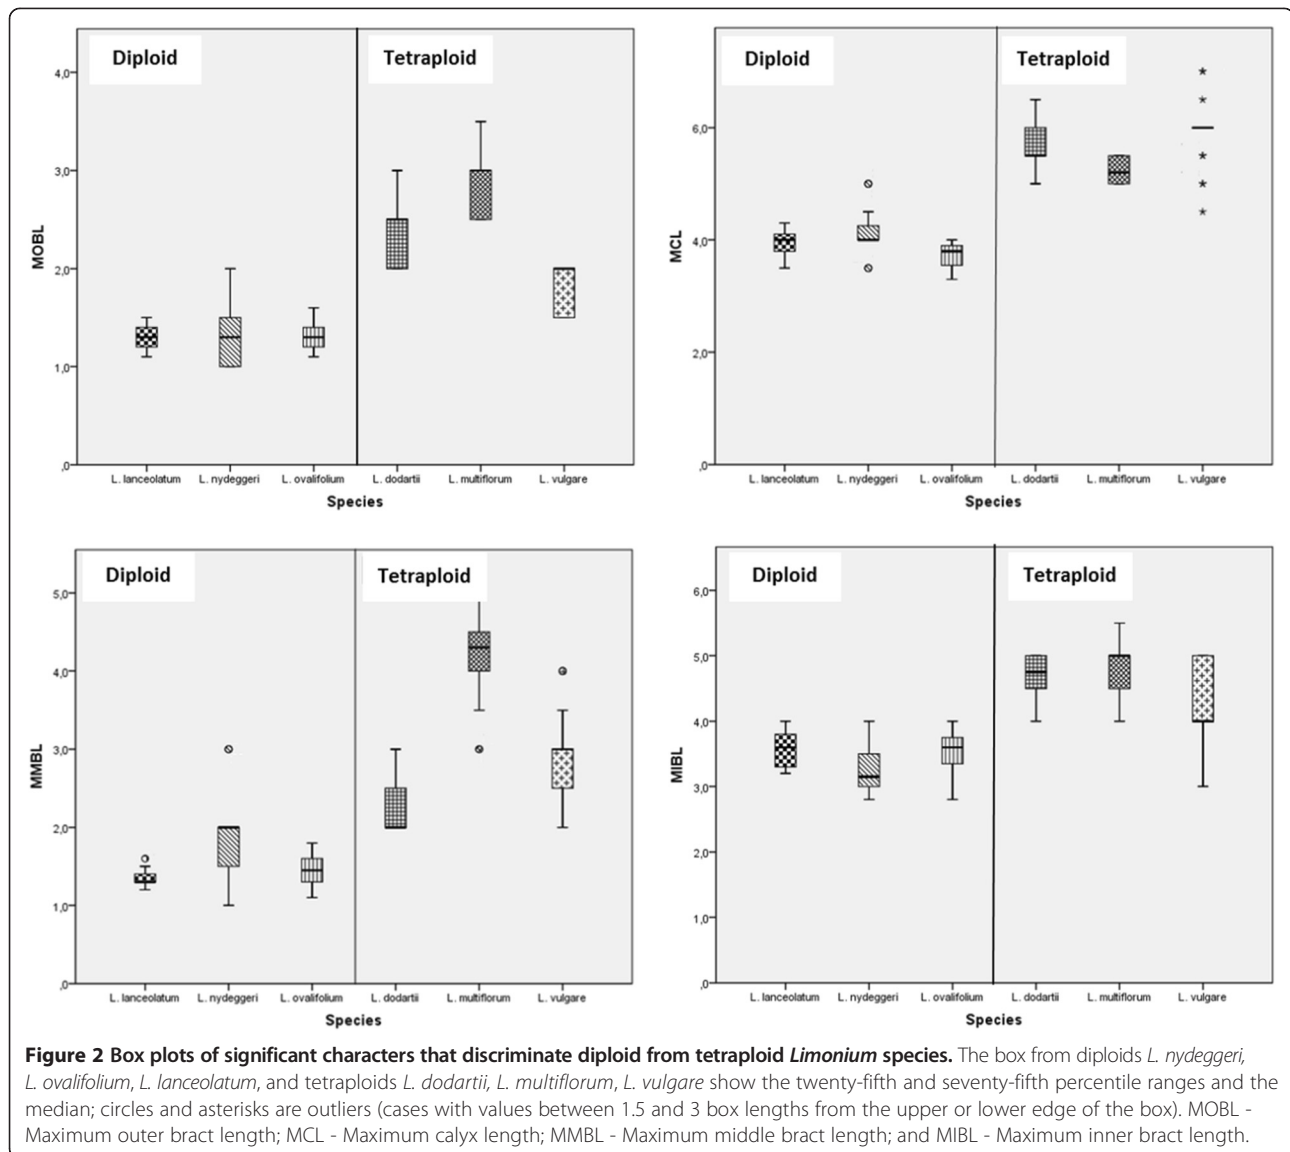 Diploid
Tetraploid
MOBL
4,0
3,0
2,0
1,0
,0
L. lanceolatum L. nydeggeri L. ovalifolium L. dodartii L. multiflorum L. vulgare
Species
Diploid
Tetraploid
MCL
6,0
4,0
2,0
,0
L. lanceolatum L. nydeggeri L. ovalifolium L. dodartii L. multiflorum L. vulgare
Species
Diploid
Tetraploid
MMBL
5,0
4,0
3,0
2,0
1,0
,0
L. lanceolatum L. nydeggeri L. ovalifolium L. dodartii L. multiflorum L. vulgare
Species
Diploid
Tetraploid
MIBL
6,0
5,0
4,0
3,0
2,0
1,0
,0
L. lanceolatum L. nydeggeri L. ovalifolium L. dodartii L. multiflorum L. vulgare
Species
Figure 2 Box plots of significant characters that discriminate diploid from tetraploid Limonium species. The box from diploids L. nydeggeri,
L. ovalifolium, L. lanceolatum, and tetraploids L. dodartii, L. multiflorum, L. vulgare show the twenty-fifth and seventy-fifth percentile ranges and the
median; circles and asterisks are outliers (cases with values between 1.5 and 3 box lengths from the upper or lower edge of the box). MOBL -
Maximum outer bract length; MCL - Maximum calyx length; MMBL - Maximum middle bract length; and MIBL - Maximum inner bract length.